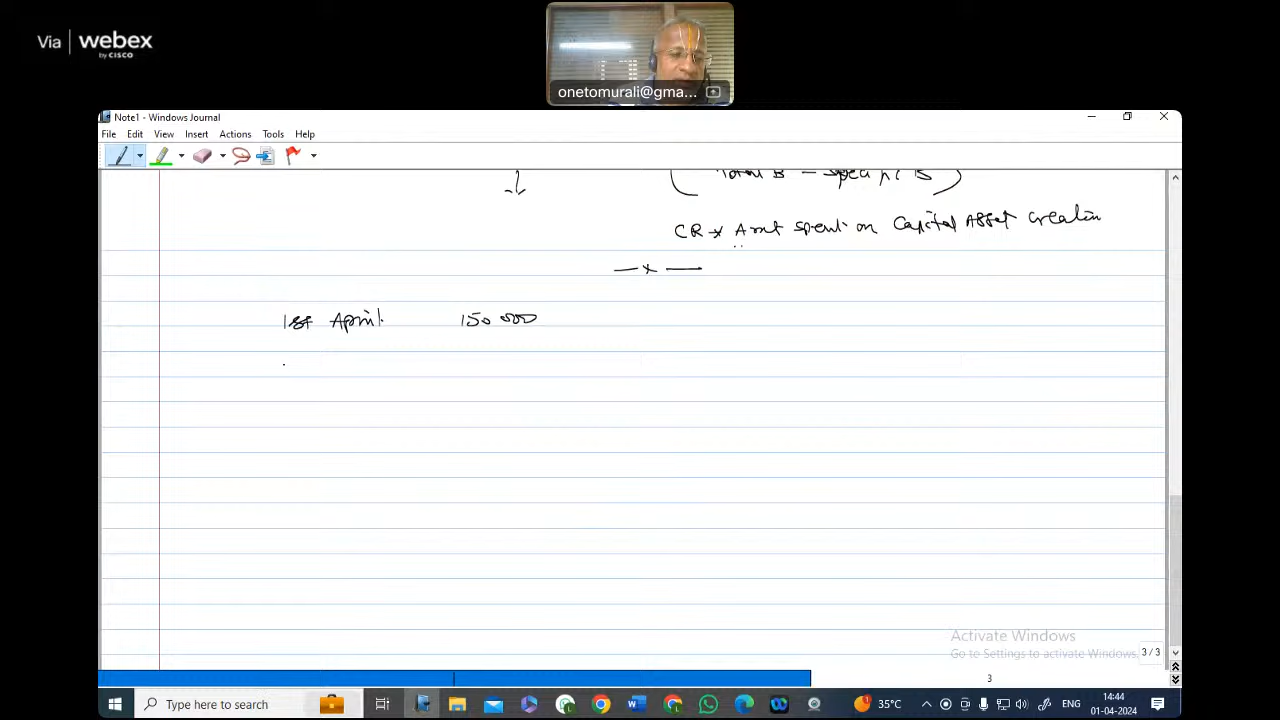 Via webex
by CISCO
onetomurali@gma...
Note1 - Windows Journal
File Edit View Insert Actions Tools Help
Total B - Specific B
CR × Amt spent on Capital Asset creation
— x —
1st April 150 000
Activate Windows
Go to Settings to activate Windows.
3 / 3
3
Type here to search
35°C
ENG
14:44
01-04-2024